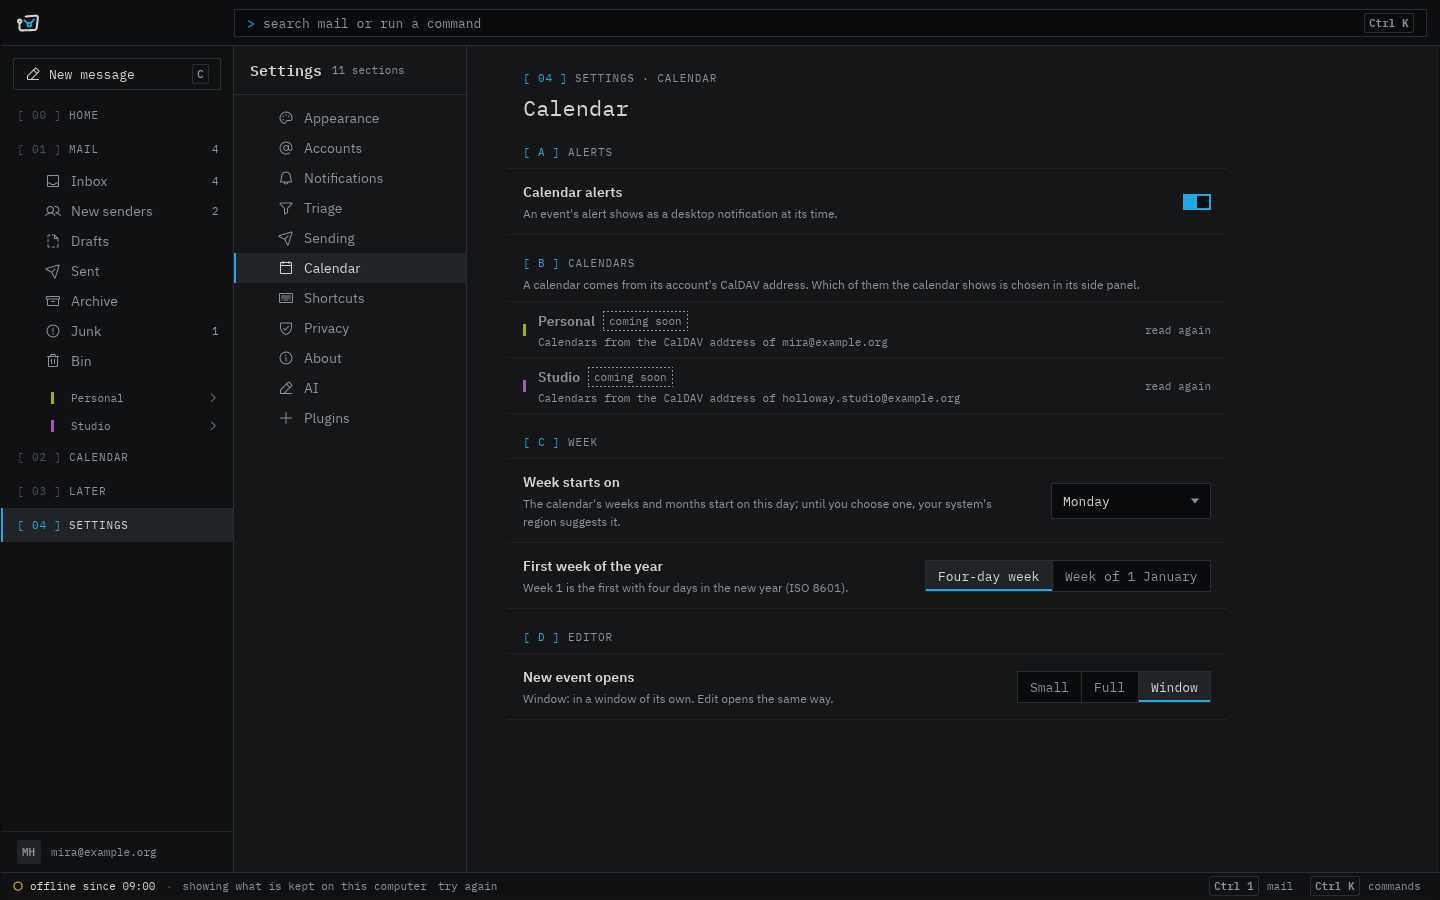 > search mail or run a command
Ctrl K
New message
C
[ 00 ] HOME
[ 01 ] MAIL 4
Inbox 4
New senders 2
Drafts
Sent
Archive
Junk 1
Bin
Personal
Studio
[ 02 ] CALENDAR
[ 03 ] LATER
[ 04 ] SETTINGS
MH mira@example.org
Settings 11 sections
Appearance
Accounts
Notifications
Triage
Sending
Calendar
Shortcuts
Privacy
About
AI
Plugins
[ 04 ] SETTINGS · CALENDAR
Calendar
[ A ] ALERTS
Calendar alerts
An event's alert shows as a desktop notification at its time.
[ B ] CALENDARS
A calendar comes from its account's CalDAV address. Which of them the calendar shows is chosen in its side panel.
Personal coming soon
Calendars from the CalDAV address of mira@example.org
read again
Studio coming soon
Calendars from the CalDAV address of holloway.studio@example.org
read again
[ C ] WEEK
Week starts on
The calendar's weeks and months start on this day; until you choose one, your system's
region suggests it.
Monday
First week of the year
Week 1 is the first with four days in the new year (ISO 8601).
Four-day week Week of 1 January
[ D ] EDITOR
New event opens
Window: in a window of its own. Edit opens the same way.
Small Full Window
offline since 09:00 · showing what is kept on this computer try again
Ctrl 1 mail Ctrl K commands